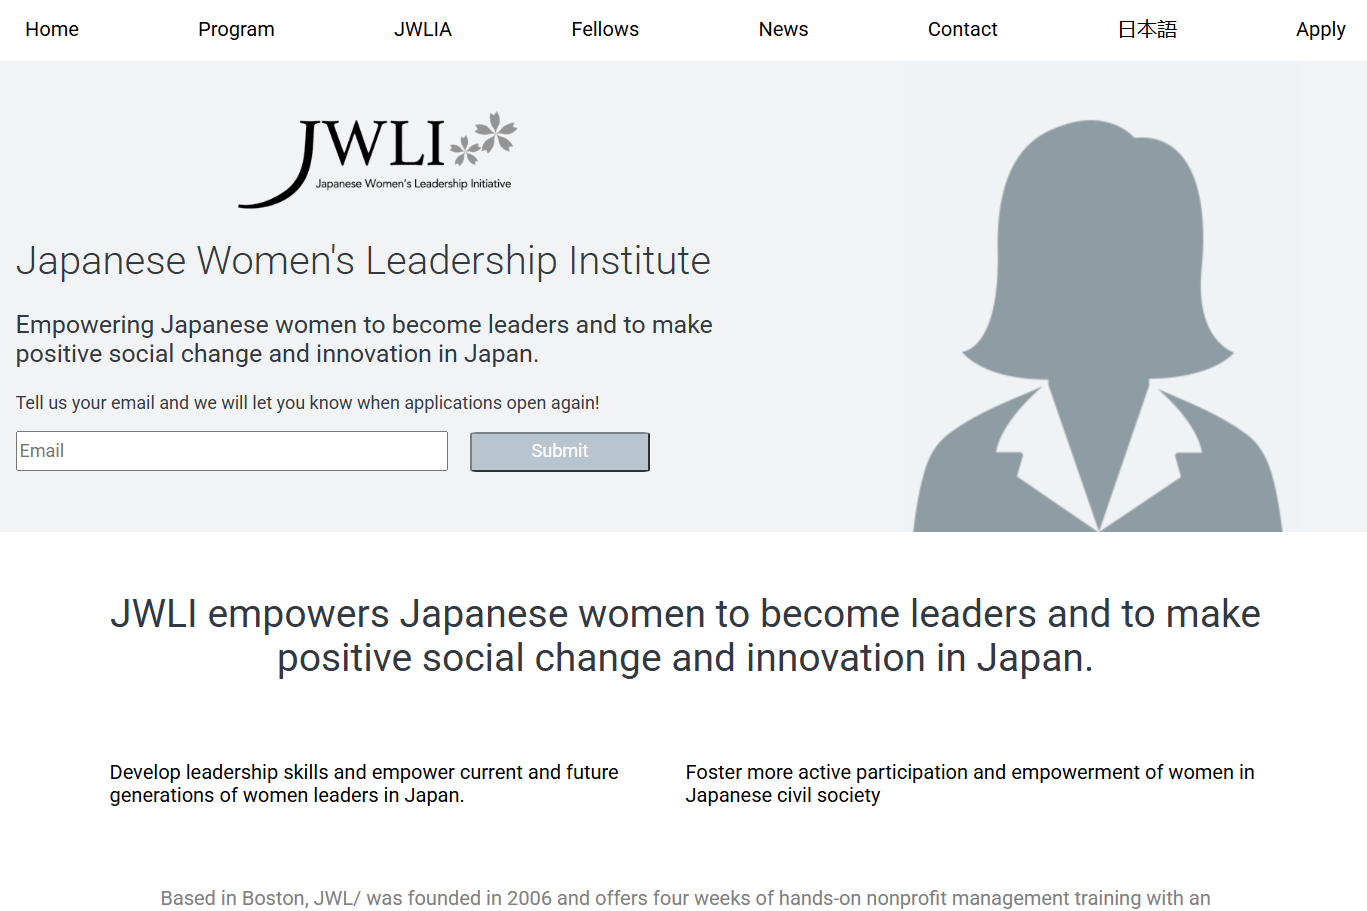 Home Program JWLIA Fellows News Contact 日本語 Apply
JWLI
Japanese Women's Leadership Initiative
Japanese Women's Leadership Institute
Empowering Japanese women to become leaders and to make
positive social change and innovation in Japan.
Tell us your email and we will let you know when applications open again!
Email Submit
JWLI empowers Japanese women to become leaders and to make
positive social change and innovation in Japan.
Develop leadership skills and empower current and future
generations of women leaders in Japan.
Foster more active participation and empowerment of women in
Japanese civil society
Based in Boston, JWL/ was founded in 2006 and offers four weeks of hands-on nonprofit management training with an